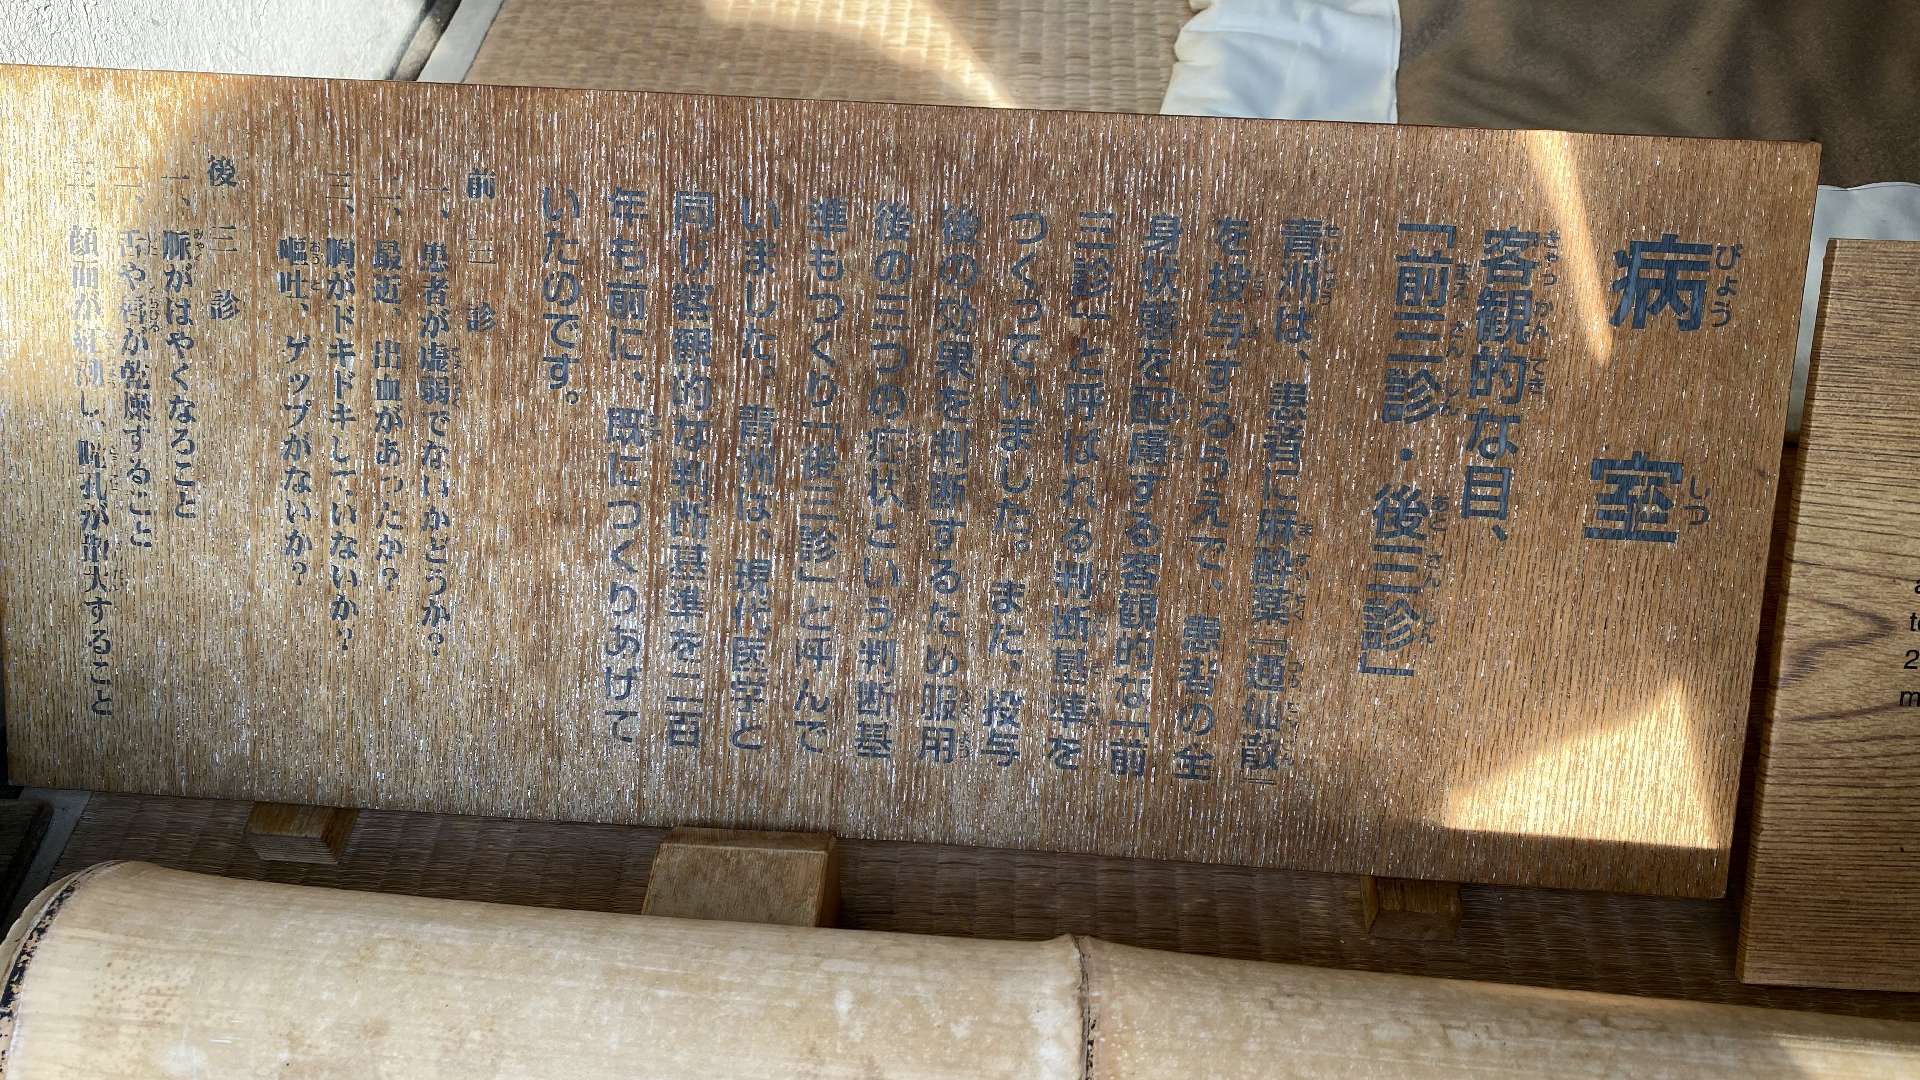 病室
客観的な目、
「前三診・後三診」
青洲は、患者に麻酔薬「通仙散」
を投与するうえで、患者の全
身状態を配慮する客観的な「前
三診」と呼ばれる判断基準を
つくっていました。また、投与
後の効果を判断するため服用
後の三つの症状という判断基
準もつくり「後三診」と呼んで
いました。青洲は、現代医学と
同じ客観的な判断基準を二百
年も前に、既につくりあげて
いたのです。
前三診
一、患者が虚弱でないかどうか?
二、最近、出血があったか?
三、胸がドキドキしていないか?
嘔吐、ゲップがないか?
後三診
一、脈がはやくなること
二、舌や唇が乾燥すること
三、顔面が紅潮し、瞳孔が散大すること